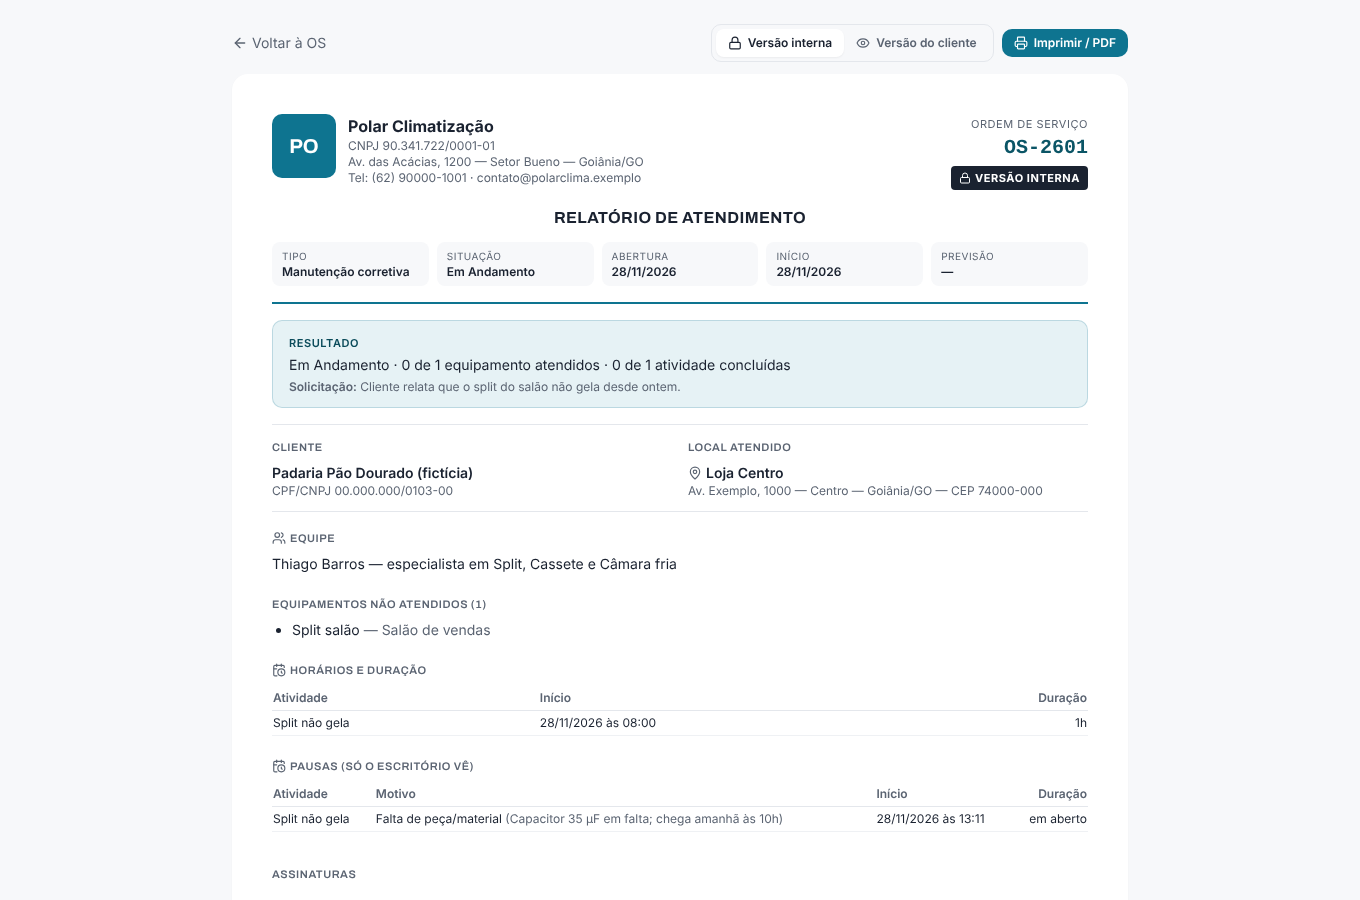 Voltar à OS
Versão interna
Versão do cliente
Imprimir / PDF
PO
Polar Climatização
CNPJ 90.341.722/0001-01
Av. das Acácias, 1200 — Setor Bueno — Goiânia/GO
Tel: (62) 90000-1001 · contato@polarclima.exemplo
ORDEM DE SERVIÇO
OS-2601
VERSÃO INTERNA
RELATÓRIO DE ATENDIMENTO
TIPO
Manutenção corretiva
SITUAÇÃO
Em Andamento
ABERTURA
28/11/2026
INÍCIO
28/11/2026
PREVISÃO
—
RESULTADO
Em Andamento · 0 de 1 equipamento atendidos · 0 de 1 atividade concluídas
Solicitação: Cliente relata que o split do salão não gela desde ontem.
CLIENTE
Padaria Pão Dourado (fictícia)
CPF/CNPJ 00.000.000/0103-00
LOCAL ATENDIDO
Loja Centro
Av. Exemplo, 1000 — Centro — Goiânia/GO — CEP 74000-000
EQUIPE
Thiago Barros — especialista em Split, Cassete e Câmara fria
EQUIPAMENTOS NÃO ATENDIDOS (1)
• Split salão — Salão de vendas
HORÁRIOS E DURAÇÃO
Atividade Início Duração
Split não gela 28/11/2026 às 08:00 1h
PAUSAS (SÓ O ESCRITÓRIO VÊ)
Atividade Motivo Início Duração
Split não gela Falta de peça/material (Capacitor 35 µF em falta; chega amanhã às 10h) 28/11/2026 às 13:11 em aberto
ASSINATURAS